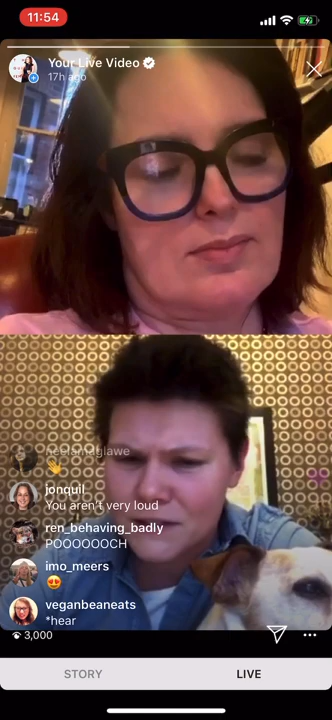 11:54
Your Live Video
17h ago
neelamaglawe
👋
jonquil
You aren't very loud
ren_behaving_badly
POOOOOOCH
imo_meers
😍
veganbeaneats
*hear
3,000
STORY
LIVE